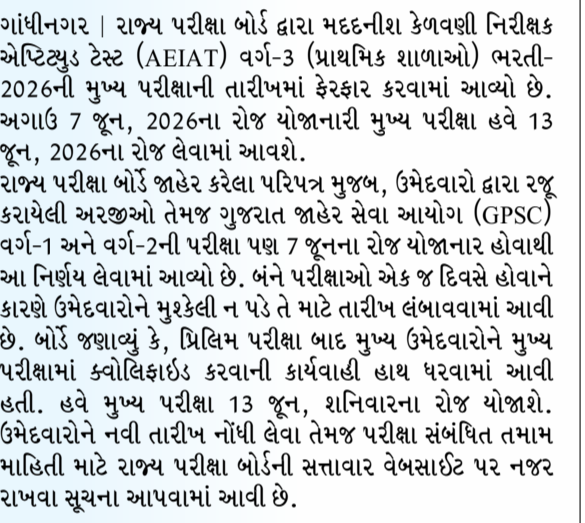 ગાંધીનગર | રાજ્ય પરીક્ષા બોર્ડ દ્વારા મદદનીશ કેળવણી નિરીક્ષક
એપ્ટિટ્યુડ ટેસ્ટ (AEIAT) વર્ગ-3 (પ્રાથમિક શાળાઓ) ભરતી-
2026ની મુખ્ય પરીક્ષાની તારીખમાં ફેરફાર કરવામાં આવ્યો છે.
અગાઉ 7 જૂન, 2026ના રોજ યોજાનારી મુખ્ય પરીક્ષા હવે 13
જૂન, 2026ના રોજ લેવામાં આવશે.
રાજ્ય પરીક્ષા બોર્ડે જાહેર કરેલા પરિપત્ર મુજબ, ઉમેદવારો દ્વારા રજૂ
કરાયેલી અરજીઓ તેમજ ગુજરાત જાહેર સેવા આયોગ (GPSC)
વર્ગ-1 અને વર્ગ-2ની પરીક્ષા પણ 7 જૂનના રોજ યોજાનાર હોવાથી
આ નિર્ણય લેવામાં આવ્યો છે. બંને પરીક્ષાઓ એક જ દિવસે હોવાને
કારણે ઉમેદવારોને મુશ્કેલી ન પડે તે માટે તારીખ લંબાવવામાં આવી
છે. બોર્ડે જણાવ્યું કે, પ્રિલિમ પરીક્ષા બાદ મુખ્ય ઉમેદવારોને મુખ્ય
પરીક્ષામાં ક્વોલિફાઇડ કરવાની કાર્યવાહી હાથ ધરવામાં આવી
હતી. હવે મુખ્ય પરીક્ષા 13 જૂન, શનિવારના રોજ યોજાશે.
ઉમેદવારોને નવી તારીખ નોંધી લેવા તેમજ પરીક્ષા સંબંધિત તમામ
માહિતી માટે રાજ્ય પરીક્ષા બોર્ડની સત્તાવાર વેબસાઈટ પર નજર
રાખવા સૂચના આપવામાં આવી છે.